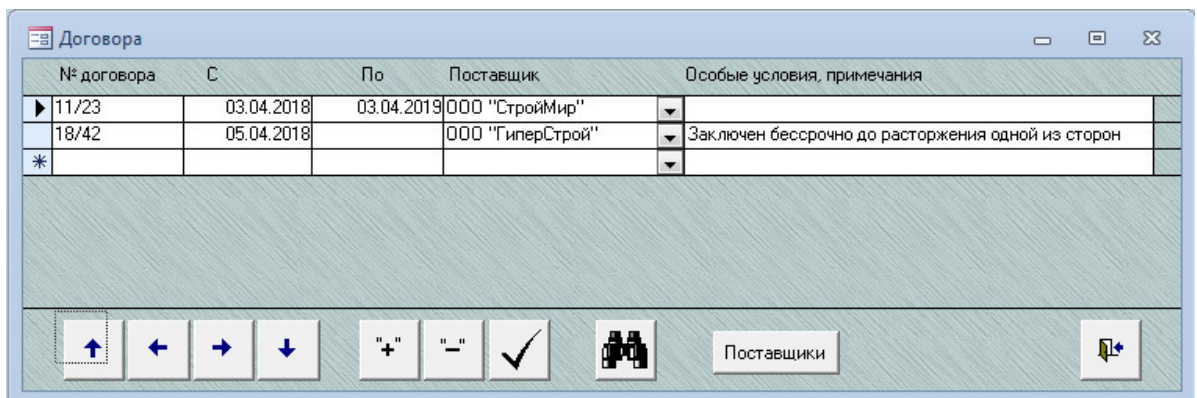 Договора
№ договора С По Поставщик Особые условия, примечания
11/23 03.04.2018 03.04.2019 ООО "СтройМир"
18/42 05.04.2018 ООО "ГиперСтрой" Заключен бессрочно до расторжения одной из сторон
"+" "−" Поставщики